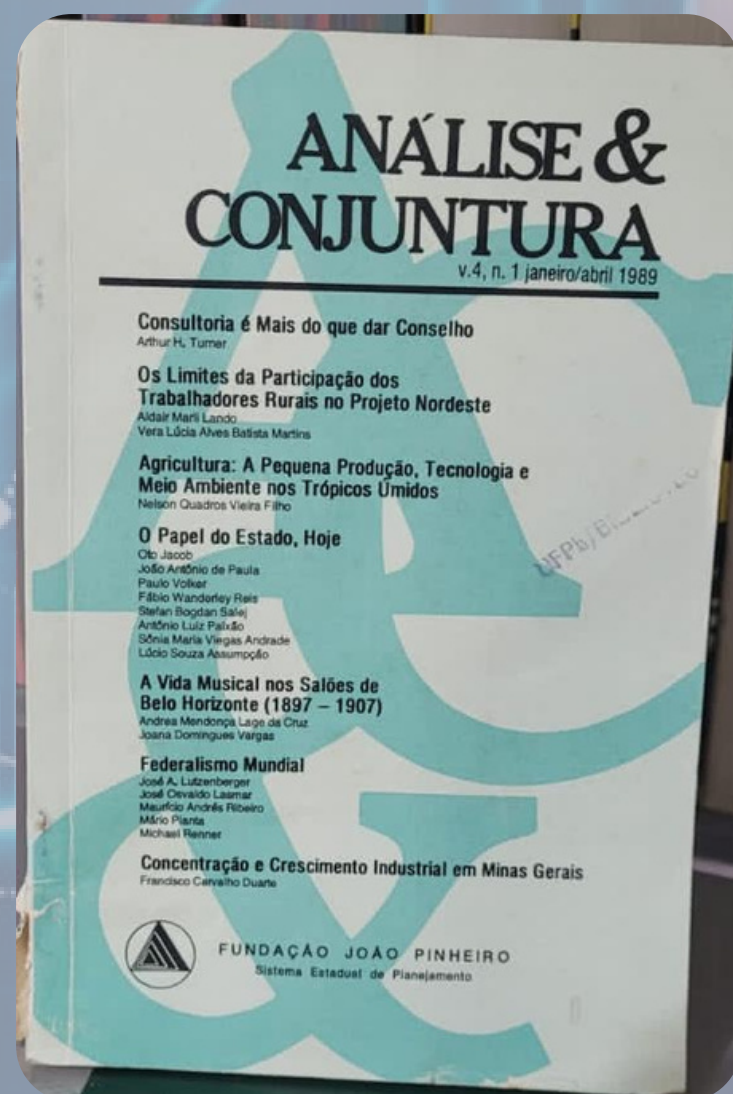 ANÁLISE &
CONJUNTURA
v.4, n. 1 janeiro/abril 1989
Consultoria é Mais do que dar Conselho
Arthur H. Turner
Os Limites da Participação dos
Trabalhadores Rurais no Projeto Nordeste
Aldair Marli Lando
Vera Lúcia Alves Batista Martins
Agricultura: A Pequena Produção, Tecnologia e
Meio Ambiente nos Trópicos Úmidos
Nelson Quadros Vieira Filho
O Papel do Estado, Hoje
Oto Jacob
João Antônio de Paula
Paulo Volker
Fábio Wanderley Reis
Stefan Bogdan Salej
Antônio Luiz Paixão
Sônia Maria Viegas Andrade
Lúcio Souza Assumpção
A Vida Musical nos Salões de
Belo Horizonte (1897 – 1907)
Andrea Mendonça Lage da Cruz
Joana Domingues Vargas
Federalismo Mundial
José A. Lutzenberger
José Osvaldo Lasmar
Maurício Andrés Ribeiro
Mário Pianta
Michael Renner
Concentração e Crescimento Industrial em Minas Gerais
Francisco Carvalho Duarte
FUNDAÇÃO JOÃO PINHEIRO
Sistema Estadual de Planejamento
UFPb/